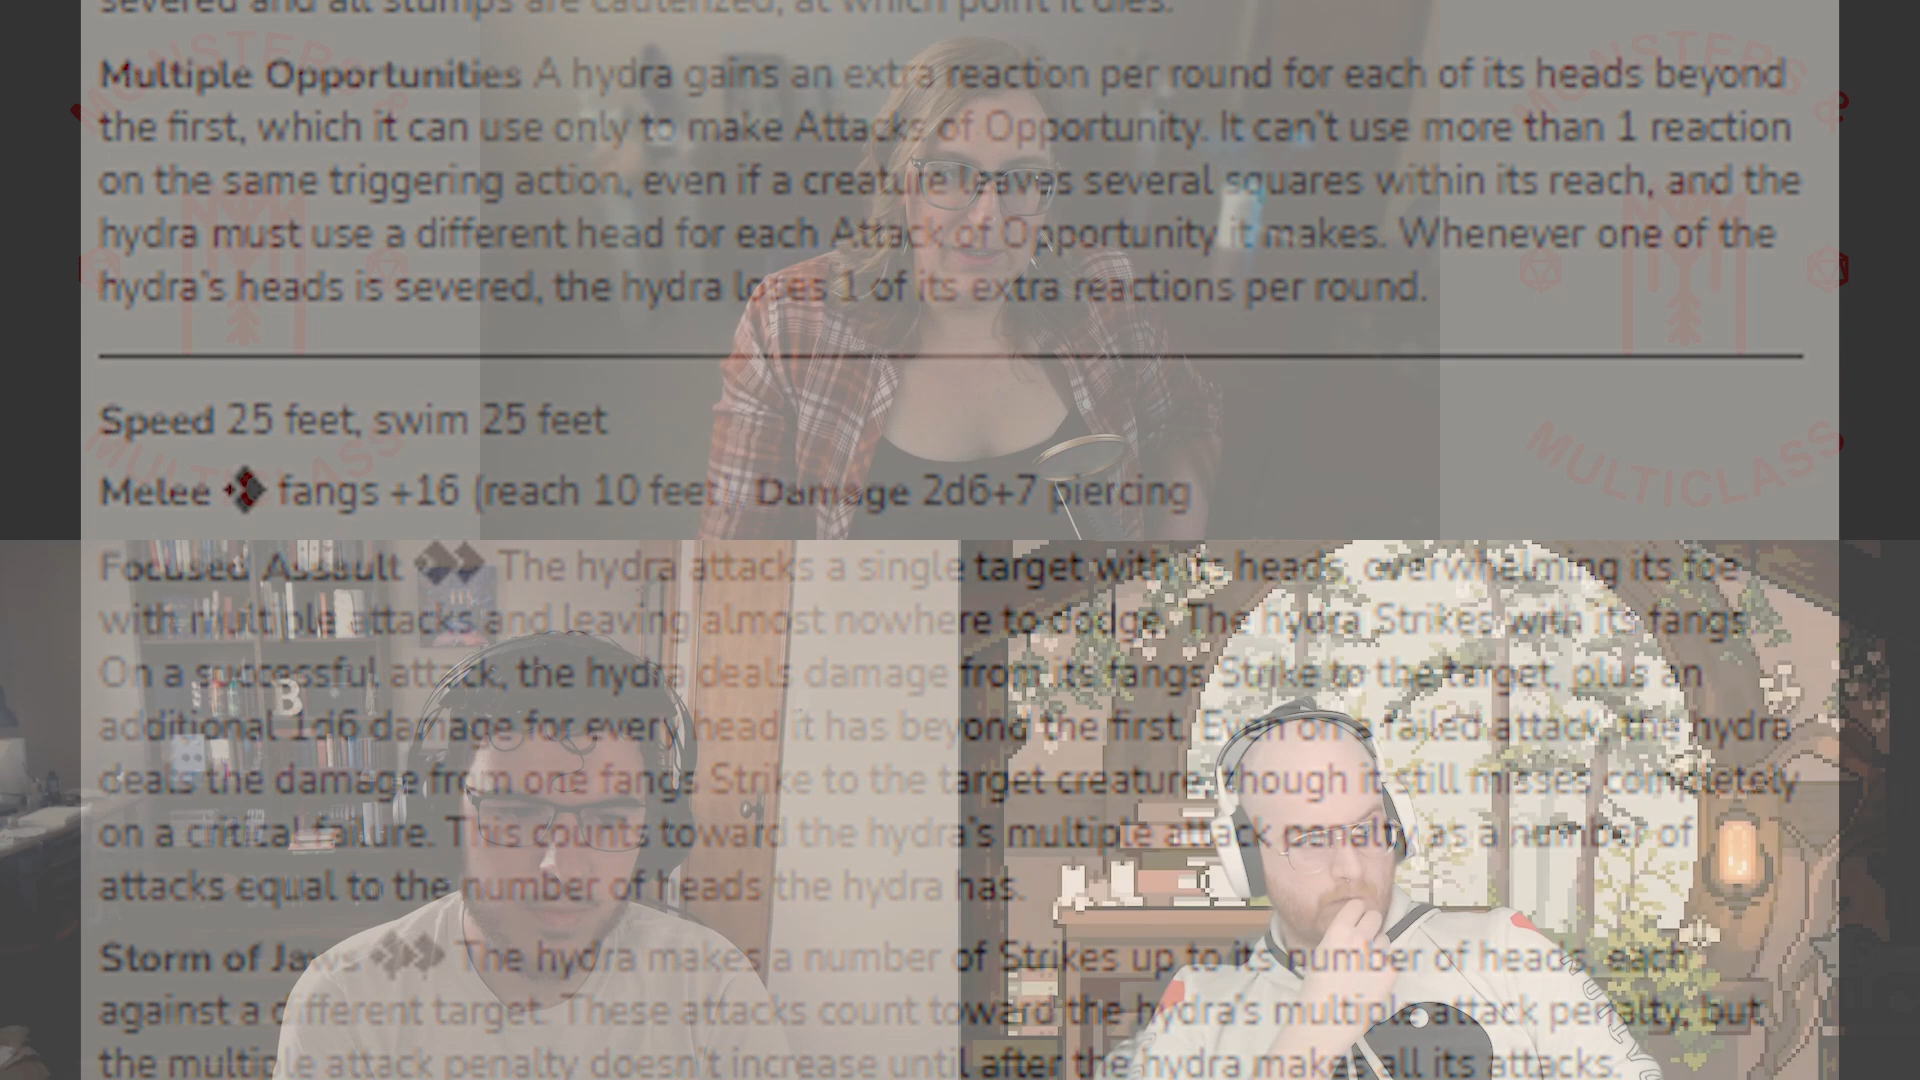 severed and all stumps are cauterized, at which point it dies.
Multiple Opportunities A hydra gains an extra reaction per round for each of its heads beyond
the first, which it can use only to make Attacks of Opportunity. It can't use more than 1 reaction
on the same triggering action, even if a creature leaves several squares within its reach, and the
hydra must use a different head for each Attack of Opportunity it makes. Whenever one of the
hydra's heads is severed, the hydra loses 1 of its extra reactions per round.
Speed 25 feet, swim 25 feet
Melee fangs +16 (reach 10 feet Damage 2d6+7 piercing
Focused Assault The hydra attacks a single target with its heads, overwhelming its foe
with multiple attacks and leaving almost nowhere to dodge. The hydra Strikes with its fangs
On a successful attack, the hydra deals damage from its fangs Strike to the target, plus an
additional 1d6 damage for every head it has beyond the first. Even on a failed attack, the hydra
deals the damage from one fangs Strike to the target creature, though it still misses completely
on a critical failure. This counts toward the hydra's multiple attack penalty as a number of
attacks equal to the number of heads the hydra has.
Storm of Jaws The hydra makes a number of Strikes up to its number of heads, each
against a different target. These attacks count toward the hydra's multiple attack penalty, but
the multiple attack penalty doesn't increase until after the hydra makes all its attacks.
MONSTERS &
MULTICLASS
MONSTERS &
MULTICLASS
B